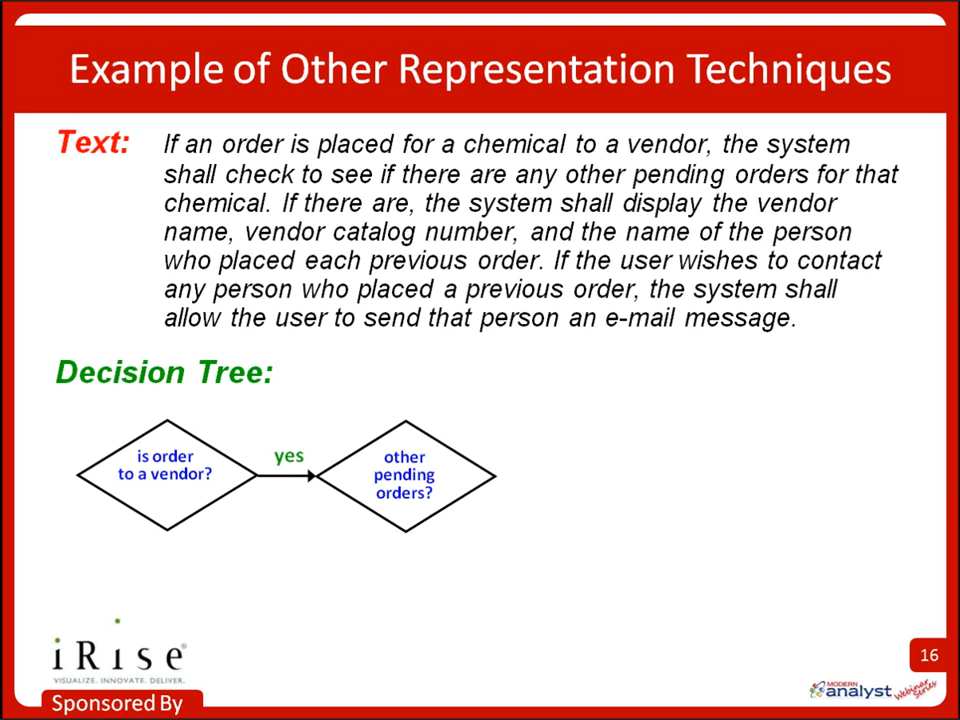 Example of Other Representation Techniques
Text: If an order is placed for a chemical to a vendor, the system
shall check to see if there are any other pending orders for that
chemical. If there are, the system shall display the vendor
name, vendor catalog number, and the name of the person
who placed each previous order. If the user wishes to contact
any person who placed a previous order, the system shall
allow the user to send that person an e-mail message.
Decision Tree:
is order
to a vendor?
yes
other
pending
orders?
iRise®
VISUALIZE. INNOVATE. DELIVER.
Sponsored By
16
MODERN
analyst
Webinar
Series